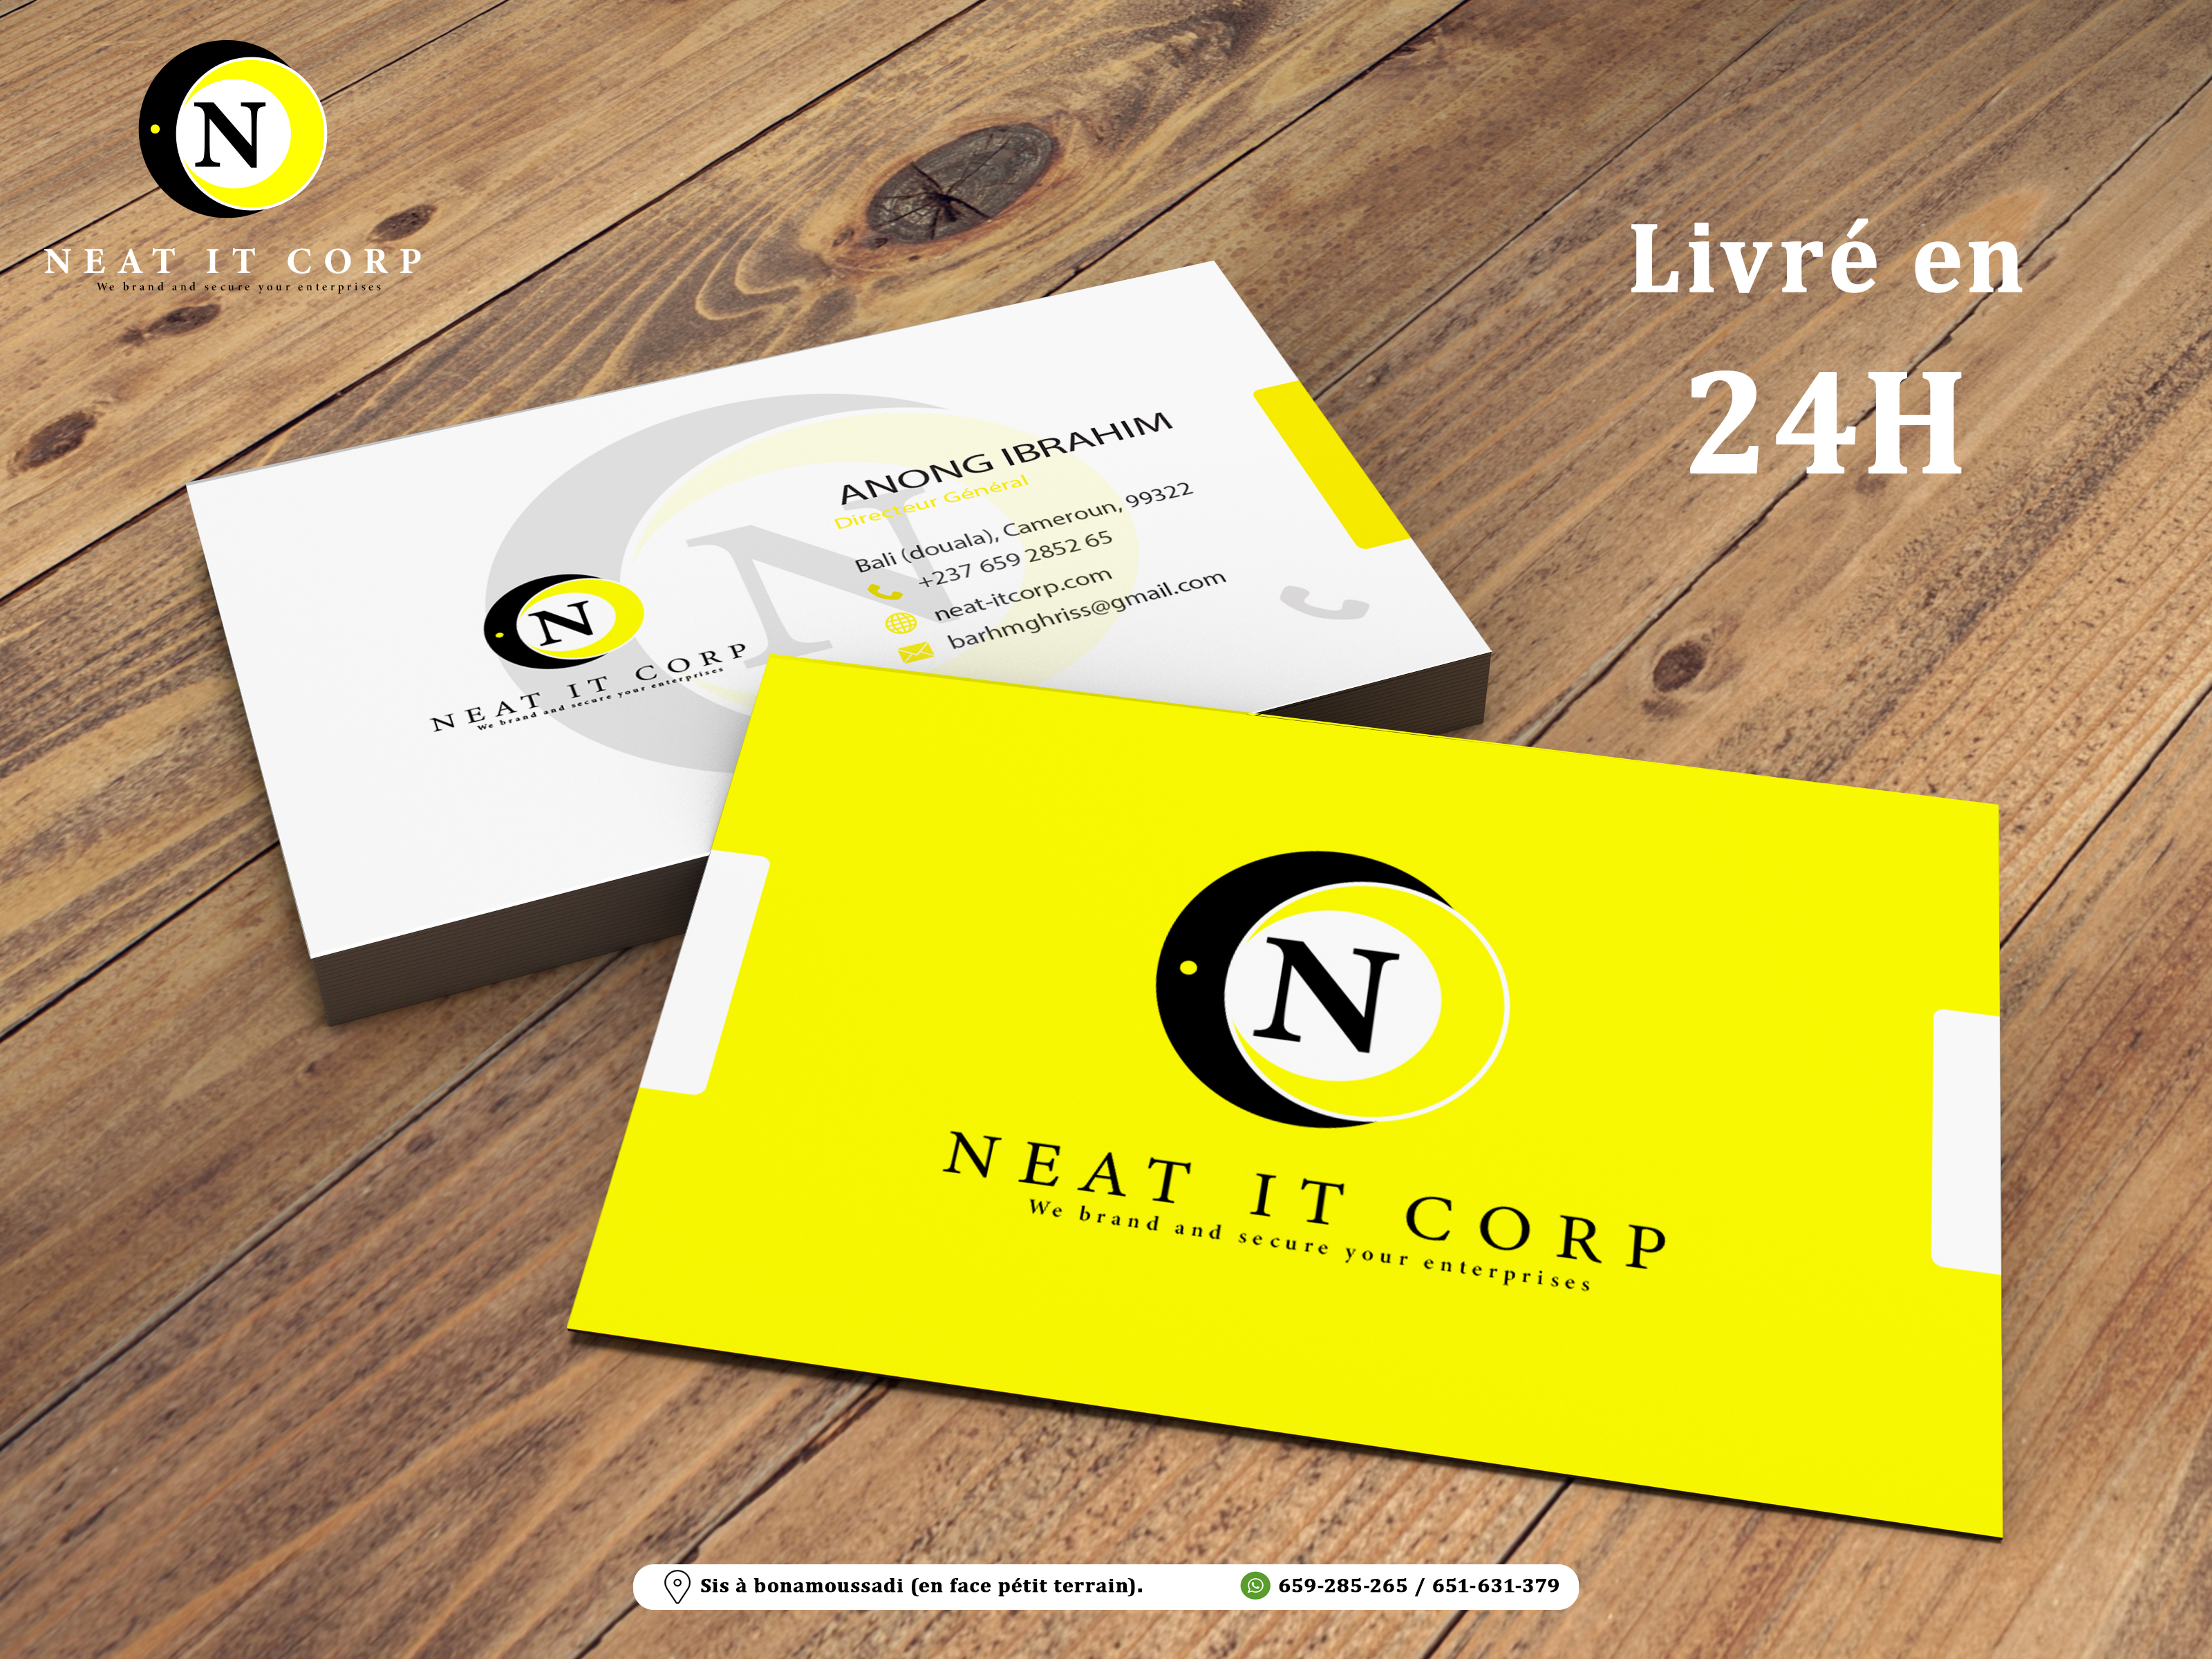 N
NEAT IT CORP
We brand and secure your enterprises
Livré en
24H
ANONG IBRAHIM
Directeur Général
Bali (douala), Cameroun, 99322
+237 659 2852 65
neat-itcorp.com
barhmghriss@gmail.com
N
N
NEAT IT CORP
We brand and secure your enterprises
N
NEAT IT CORP
We brand and secure your enterprises
Sis à bonamoussadi (en face pétit terrain).
659-285-265 / 651-631-379